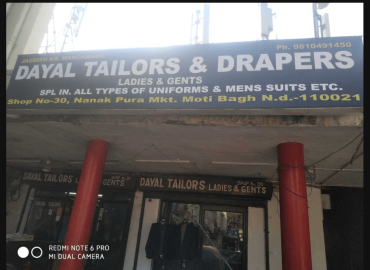 Ph. 9810491450
DAYAL TAILORS & DRAPERS
LADIES & GENTS
SPL IN. ALL TYPES OF UNIFORMS & MENS SUITS ETC.
Shop No-30, Nanak Pura Mkt. Moti Bagh N.d.-110021
DAYAL TAILORS LADIES & GENTS
DAYAL TAILORS LADIES & GENTS
REDMI NOTE 6 PRO
MI DUAL CAMERA